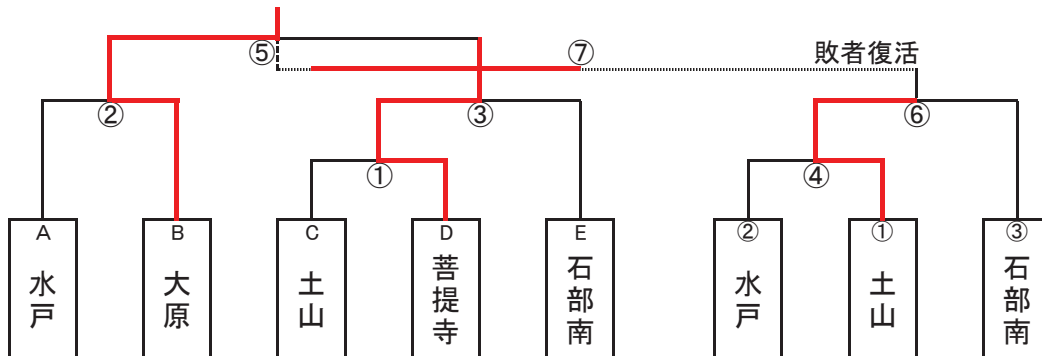 ⑤
⑦
敗者復活
②
③
⑥
①
④
A
水戸
B
大原
C
土山
D
菩提寺
E
石部南
②
水戸
①
土山
③
石部南